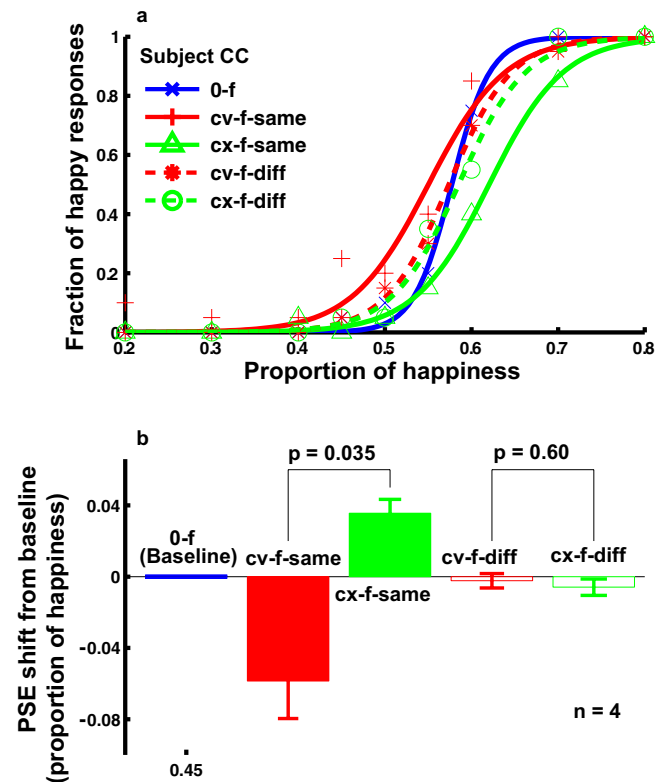 a
Subject CC
0-f
cv-f-same
cx-f-same
cv-f-diff
cx-f-diff
Fraction of happy responses
1
0.8
0.6
0.4
0.2
0
0.2 0.3 0.4 0.5 0.6 0.7 0.8
Proportion of happiness
b
p = 0.035
p = 0.60
PSE shift from baseline
(proportion of happiness)
0.04
0
-0.04
-0.08
0-f
(Baseline)
cv-f-same
cx-f-same
cv-f-diff
cx-f-diff
n = 4
0.45